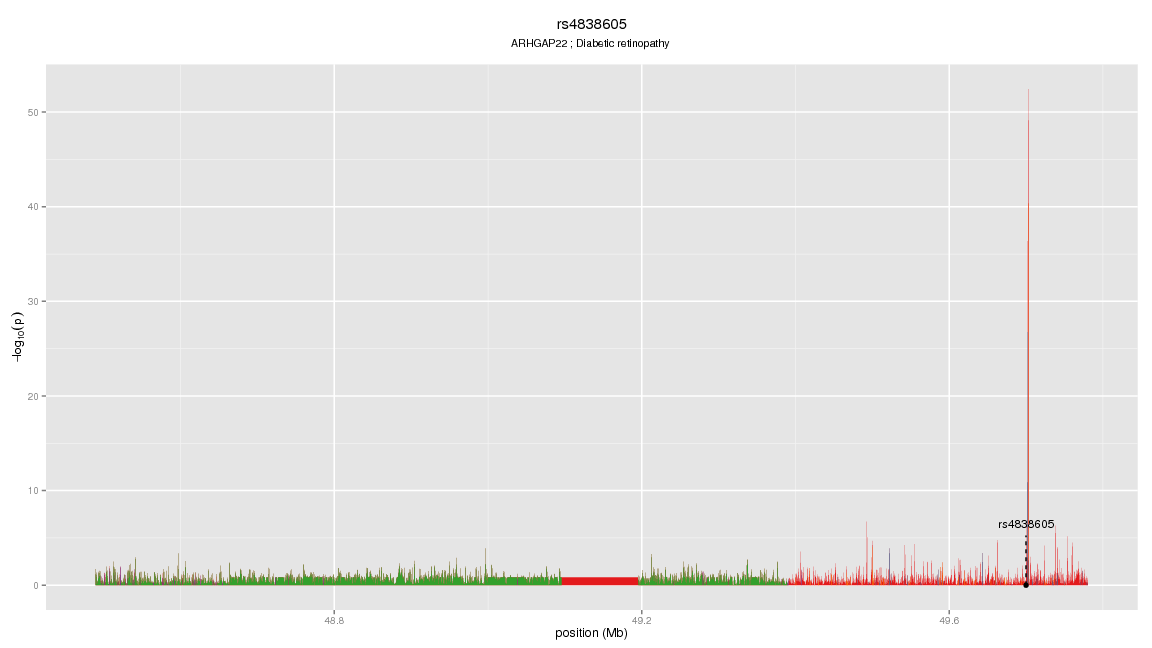 rs4838605
ARHGAP22 ; Diabetic retinopathy
50
40
30
20
10
0
−log10(p)
rs4838605
48.8
49.2
49.6
position (Mb)